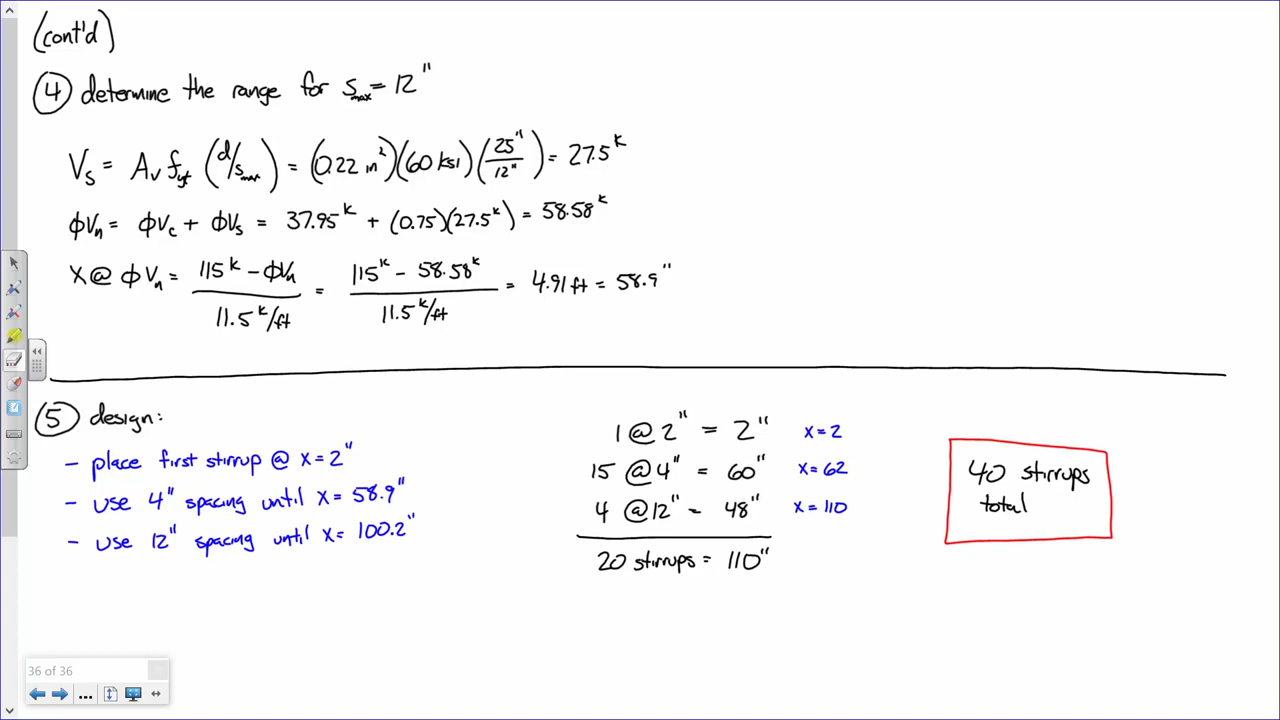 (cont'd)
④ determine the range for Smax = 12"
Vs = Av fyt (d/smax) = (0.22 in²)(60 ksi)(25"/12") = 27.5ᵏ
ϕVn = ϕVc + ϕVs = 37.95ᵏ + (0.75)(27.5ᵏ) = 58.58ᵏ
X @ ϕVn = (115ᵏ - ϕVn)/(11.5ᵏ/ft) = (115ᵏ - 58.58ᵏ)/(11.5ᵏ/ft) = 4.91 ft = 58.9"
⑤ design:
- place first stirrup @ x = 2"
- use 4" spacing until x = 58.9"
- use 12" spacing until x = 100.2"
1 @ 2" = 2" x = 2
15 @ 4" = 60" x = 62
4 @ 12" = 48" x = 110
20 stirrups = 110"
40 stirrups
total
36 of 36